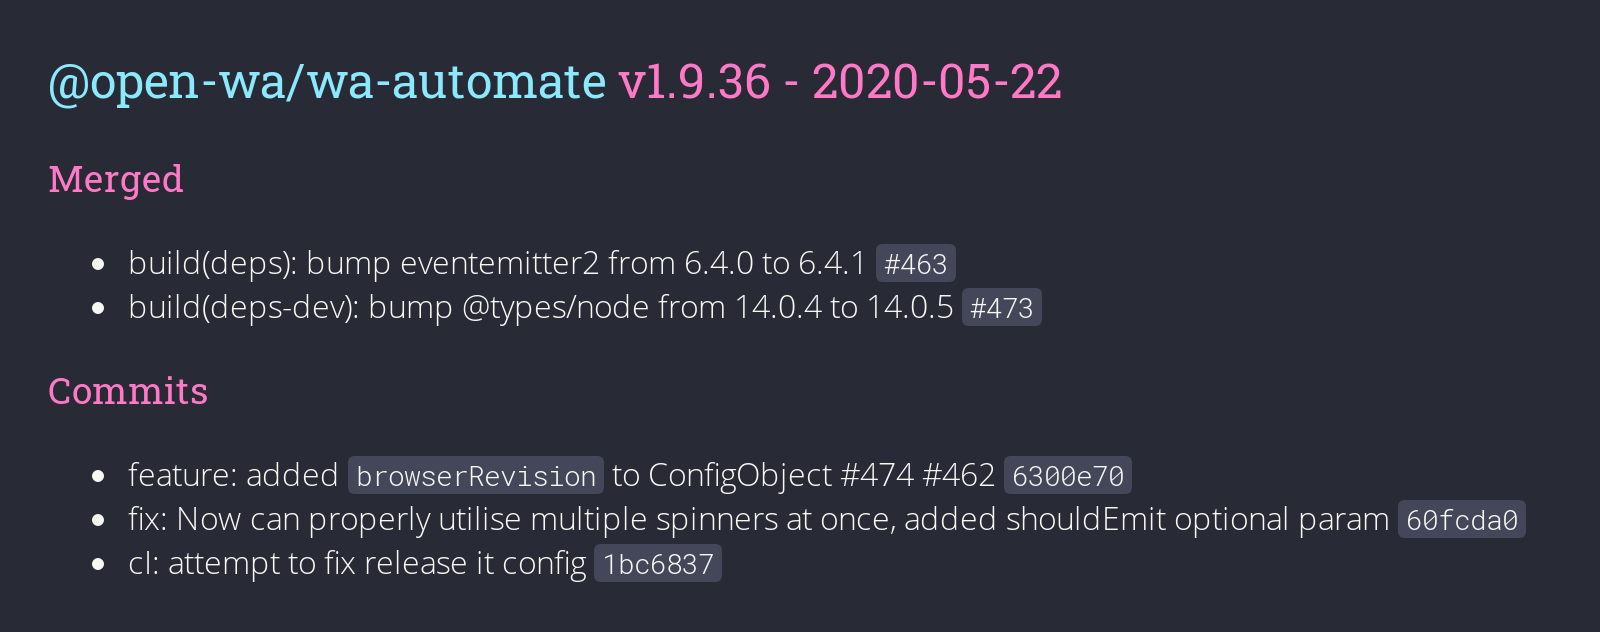 @open-wa/wa-automate v1.9.36 - 2020-05-22
Merged
build(deps): bump eventemitter2 from 6.4.0 to 6.4.1 #463
build(deps-dev): bump @types/node from 14.0.4 to 14.0.5 #473
Commits
feature: added browserRevision to ConfigObject #474 #462 6300e70
fix: Now can properly utilise multiple spinners at once, added shouldEmit optional param 60fcda0
cl: attempt to fix release it config 1bc6837